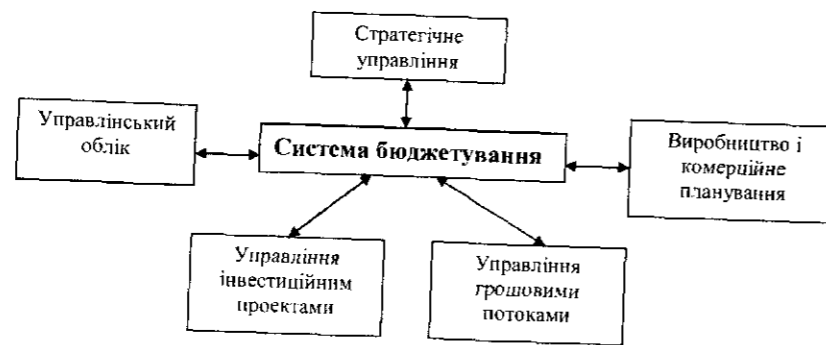 Стратегічне
управління
Управлінський
облік
Система бюджетування
Виробництво і
комерційне
планування
Управління
інвестиційним
проектами
Управління
грошовими
потоками